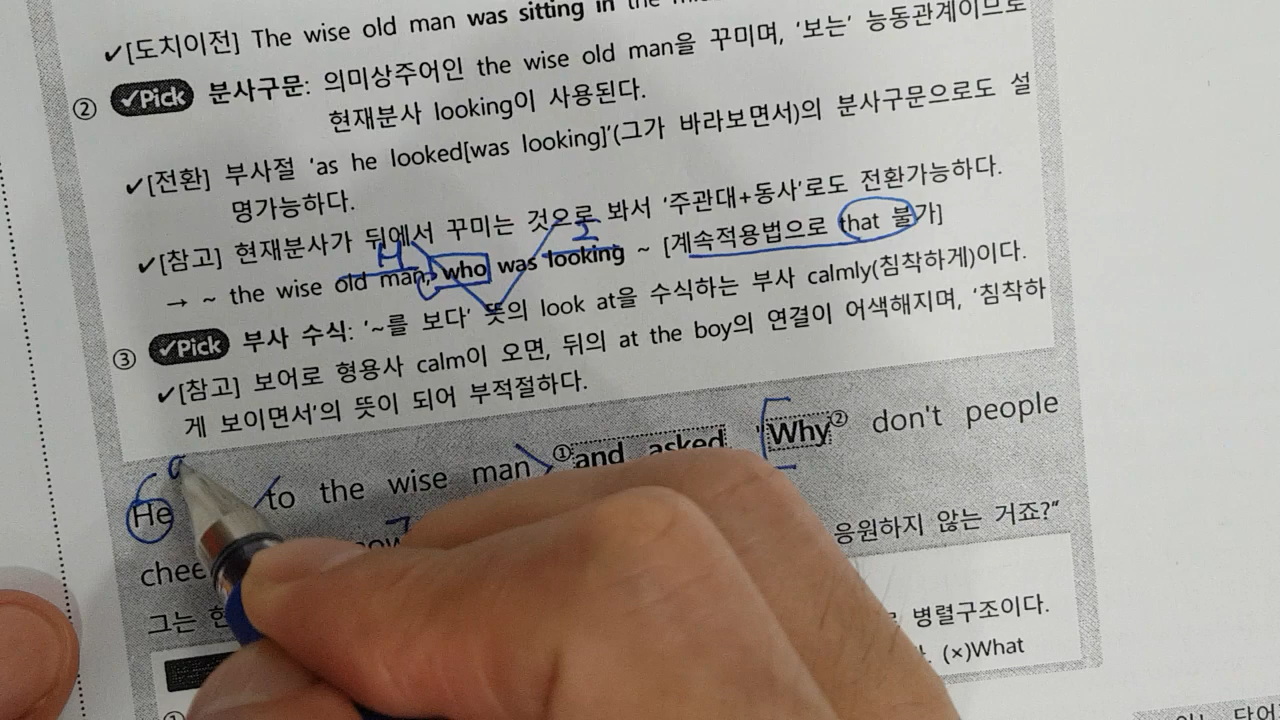 ✔[도치이전] The wise old man was sitting in the
② ✔Pick 분사구문: 의미상주어인 the wise old man을 꾸미며, '보는' 능동관계이므로
현재분사 looking이 사용된다.
✔[전환] 부사절 'as he looked[was looking]'(그가 바라보면서)의 분사구문으로도 설
명가능하다.
✔[참고] 현재분사가 뒤에서 꾸미는 것으로 봐서 '주관대+동사'로도 전환가능하다.
→ ~ the wise old man, who was looking ~ [계속적용법으로 that 불가]
③ ✔Pick 부사 수식: '~를 보다' 뜻의 look at을 수식하는 부사 calmly(침착하게)이다.
✔[참고] 보어로 형용사 calm이 오면, 뒤의 at the boy의 연결이 어색해지며, '침착하
게 보이면서'의 뜻이 되어 부적절하다.
He to the wise man ①and asked, "Why② don't people
응원하지 않는 거죠?"
그는
병렬구조이다.
(×)What
①